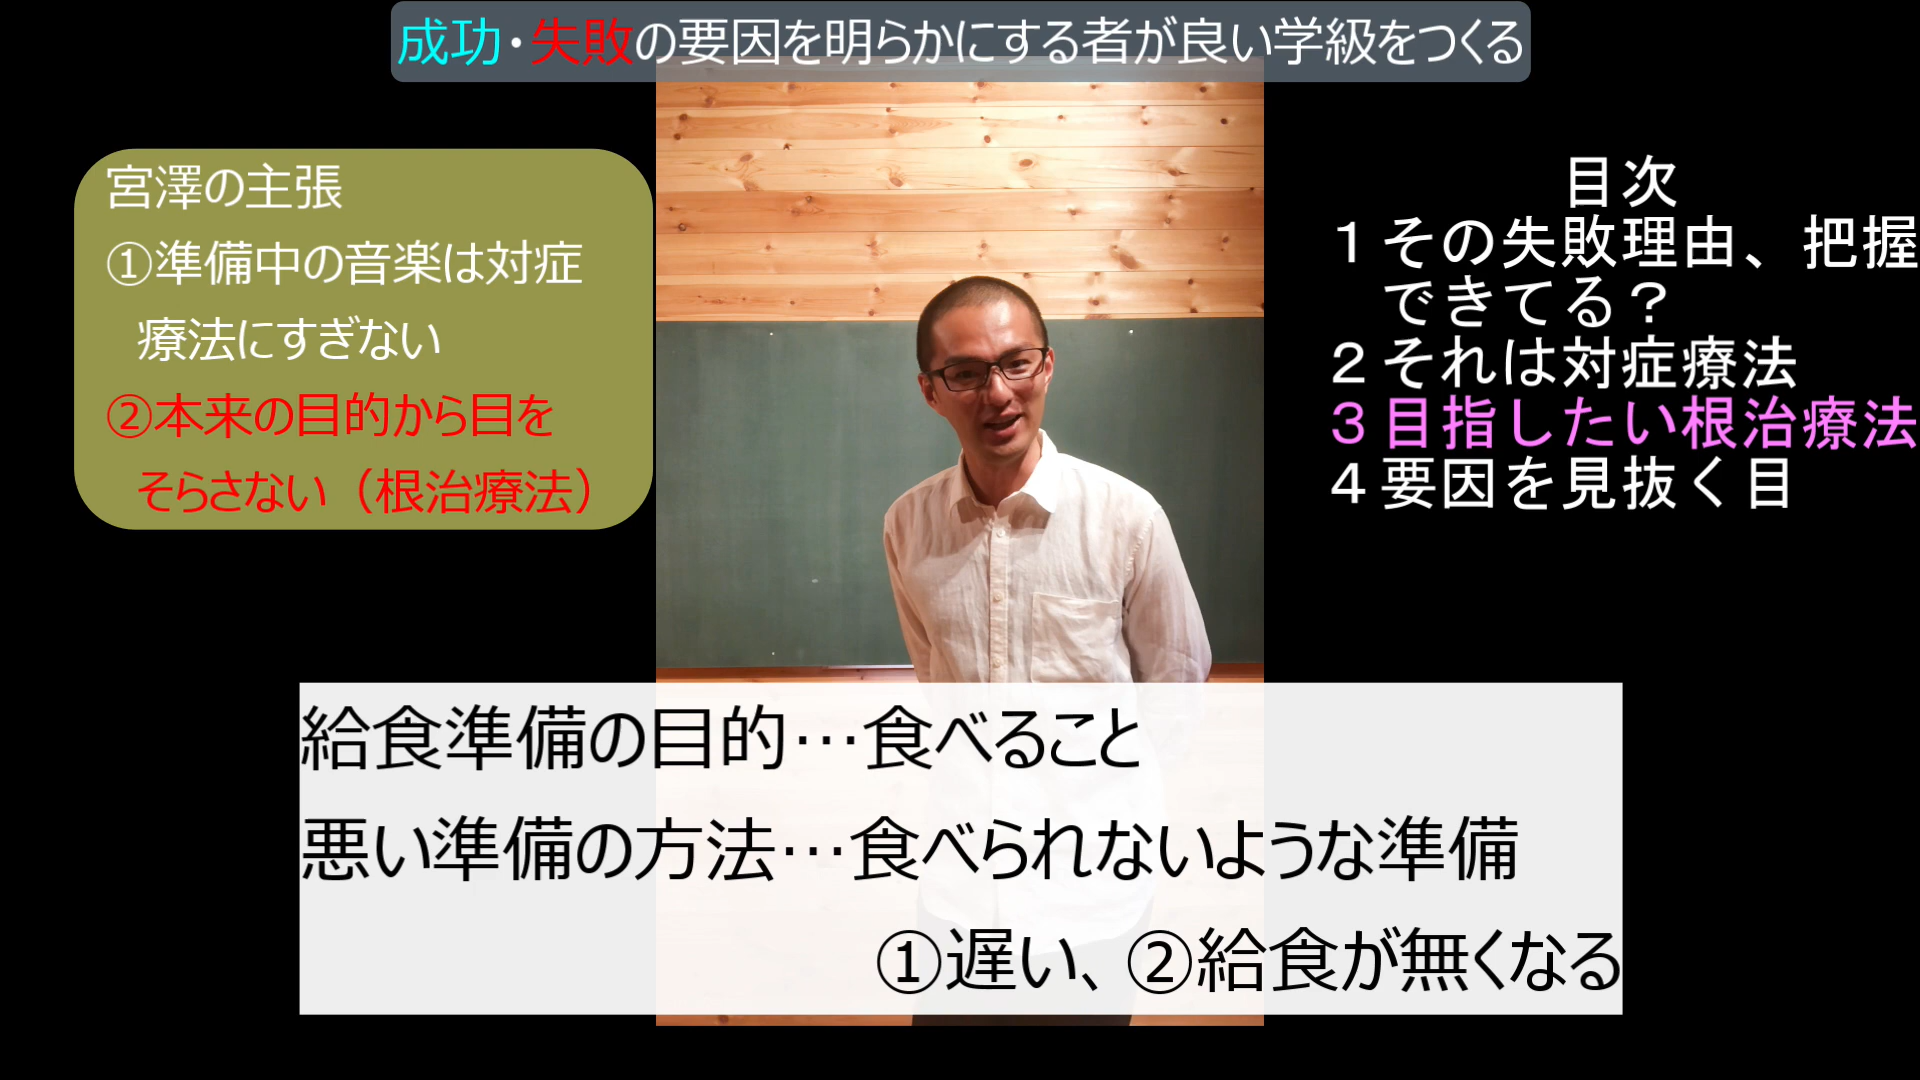 成功・失敗の要因を明らかにする者が良い学級をつくる
宮澤の主張
①準備中の音楽は対症
療法にすぎない
②本来の目的から目を
そらさない（根治療法）
目次
１その失敗理由、把握
できてる？
２それは対症療法
３目指したい根治療法
４要因を見抜く目
給食準備の目的…食べること
悪い準備の方法…食べられないような準備
①遅い、②給食が無くなる